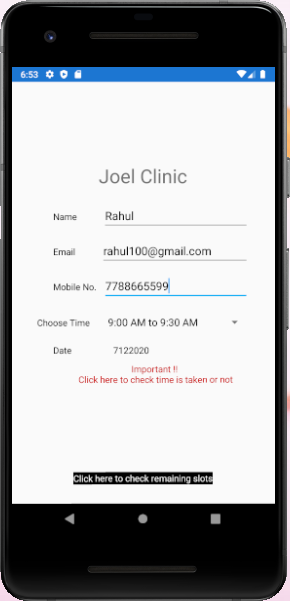 6:53
Joel Clinic
Name Rahul
Email rahul100@gmail.com
Mobile No. 7788665599
Choose Time 9:00 AM to 9:30 AM
Date 7122020
Important !!
Click here to check time is taken or not
Click here to check remaining slots